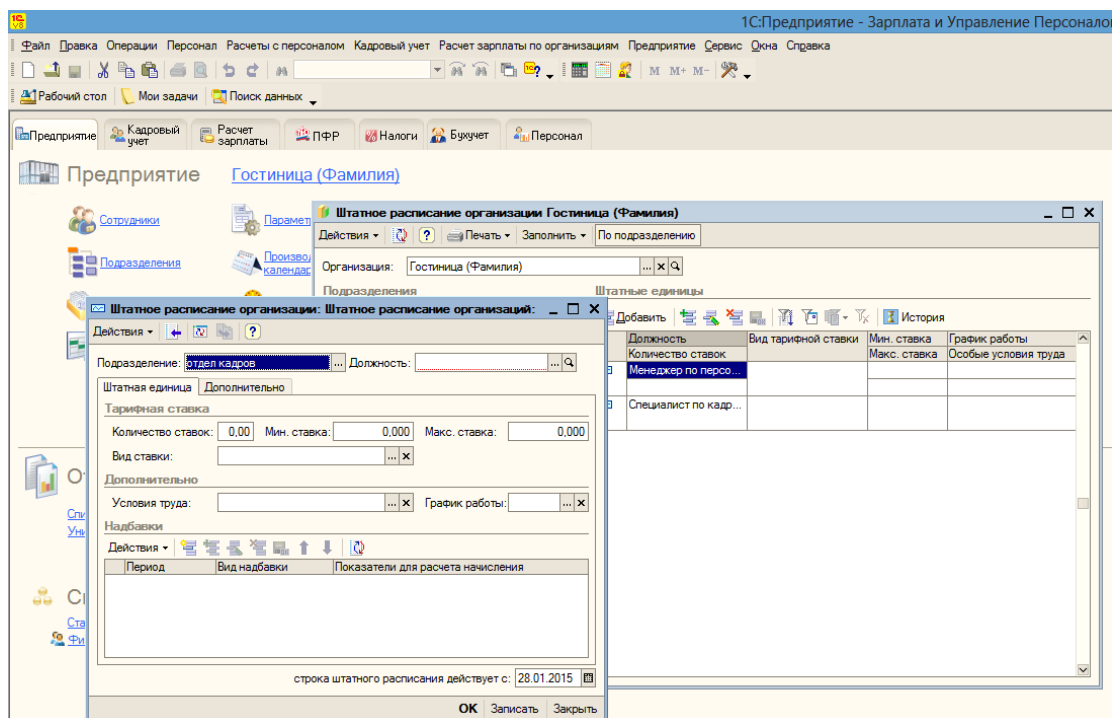 1С:Предприятие - Зарплата и Управление Персонало
Файл Правка Операции Персонал Расчеты с персоналом Кадровый учет Расчет зарплаты по организациям Предприятие Сервис Окна Справка
M M+ M-
Рабочий стол Мои задачи Поиск данных
Предприятие Кадровый учет Расчет зарплаты ПФР Налоги Бухучет Персонал
Предприятие Гостиница (Фамилия)
Сотрудники
Подразделения
Штатное расписание организации Гостиница (Фамилия)
Действия Печать Заполнить По подразделению
Организация: Гостиница (Фамилия)
Подразделения Штатные единицы
Добавить История
Должность Вид тарифной ставки Мин. ставка График работы
Количество ставок Макс. ставка Особые условия труда
Менеджер по персо...
Специалист по кадр...
Штатное расписание организации: Штатное расписание организаций:
Действия
Подразделение: отдел кадров Должность:
Штатная единица Дополнительно
Тарифная ставка
Количество ставок: 0,00 Мин. ставка: 0,000 Макс. ставка: 0,000
Вид ставки:
Дополнительно
Условия труда: График работы:
Надбавки
Действия
Период Вид надбавки Показатели для расчета начисления
строка штатного расписания действует с: 28.01.2015
OK Записать Закрыть